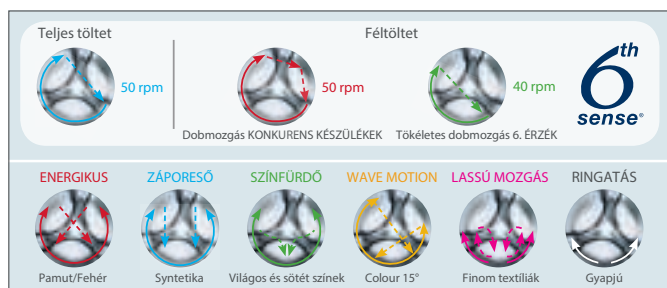 Teljes töltet
Féltöltet
50 rpm
50 rpm
40 rpm
6th
sense®
Dobmozgás KONKURENS KÉSZÜLÉKEK
Tökéletes dobmozgás 6. ÉRZÉK
ENERGIKUS
ZÁPORESŐ
SZÍNFÜRDŐ
WAVE MOTION
LASSÚ MOZGÁS
RINGATÁS
Pamut/Fehér
Syntetika
Világos és sötét színek
Colour 15°
Finom textíliák
Gyapjú